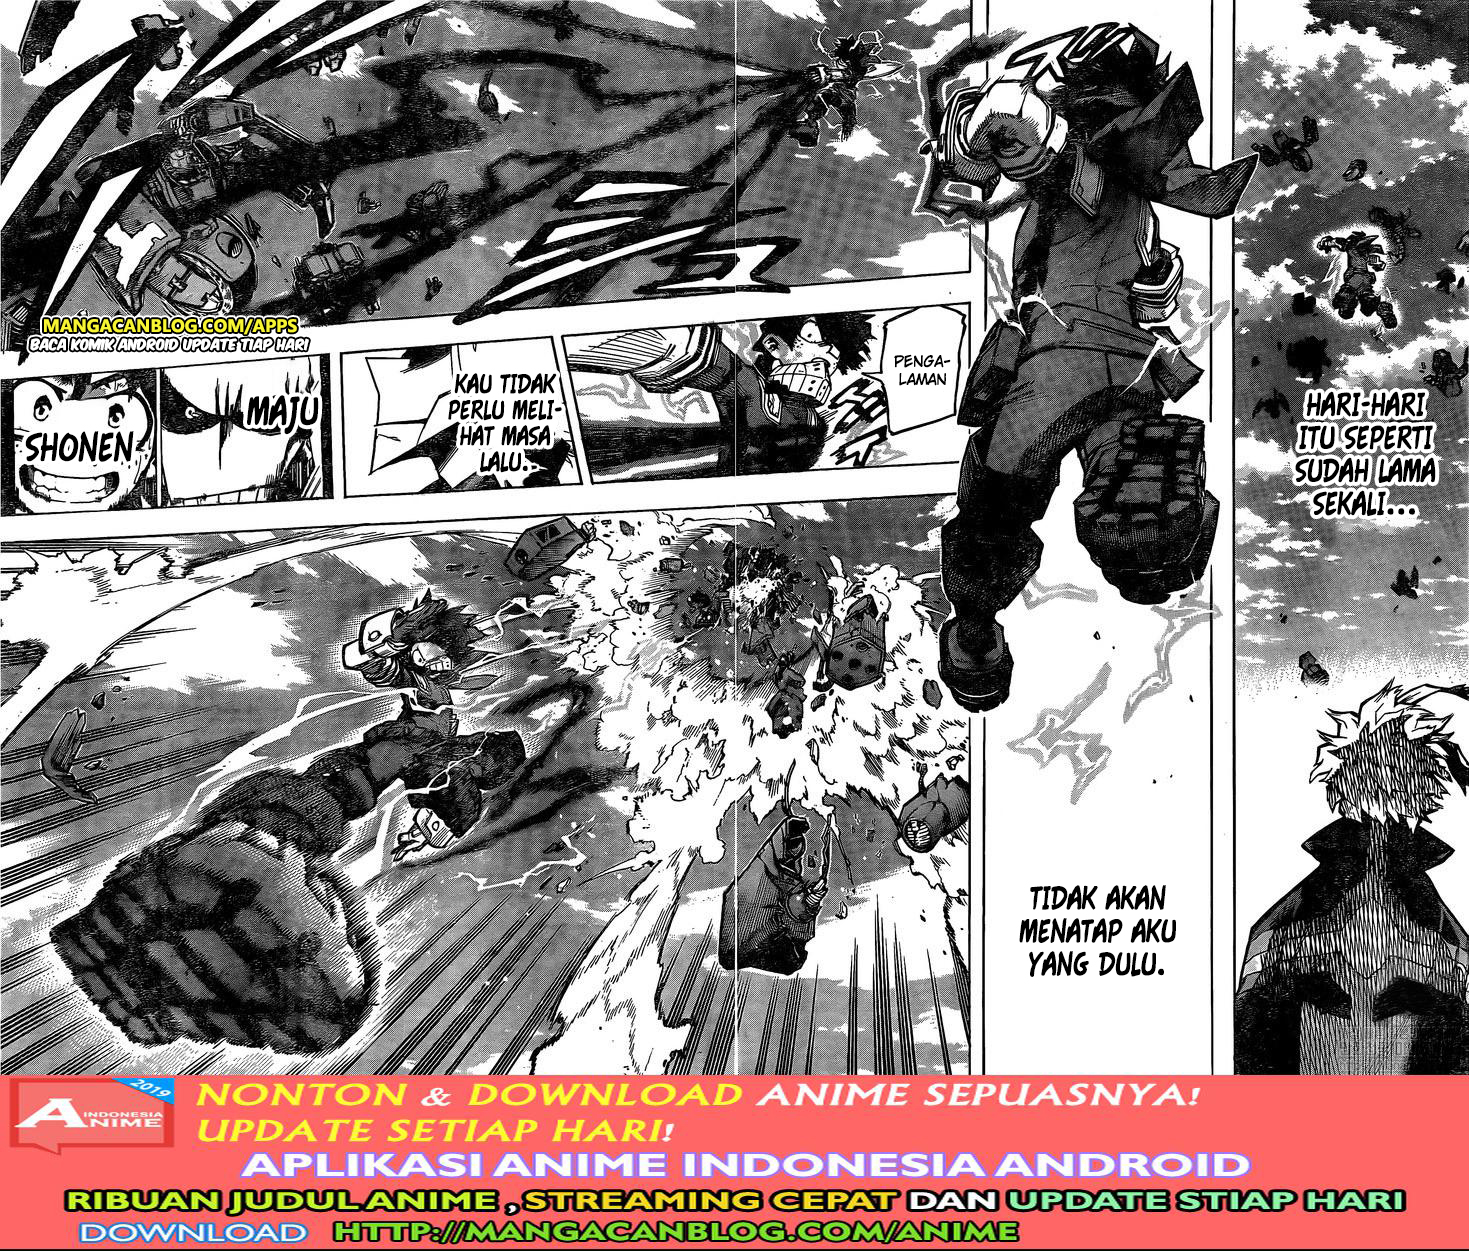 HARI-HARI
ITU SEPERTI
SUDAH LAMA
SEKALI...
TIDAK AKAN
MENATAP AKU
YANG DULU.
MANGACANBLOG.COM/APPS
BACA KOMIK ANDROID UPDATE TIAP HARI
PENGA-
LAMAN
KAU TIDAK
PERLU MELI-
HAT MASA
LALU..
MAJU
SHONEN
2019
A INDONESIA
ANIME
NONTON & DOWNLOAD ANIME SEPUASNYA!
UPDATE SETIAP HARI!
APLIKASI ANIME INDONESIA ANDROID
RIBUAN JUDUL ANIME , STREAMING CEPAT DAN UPDATE STIAP HARI
DOWNLOAD HTTP://MANGACANBLOG.COM/ANIME